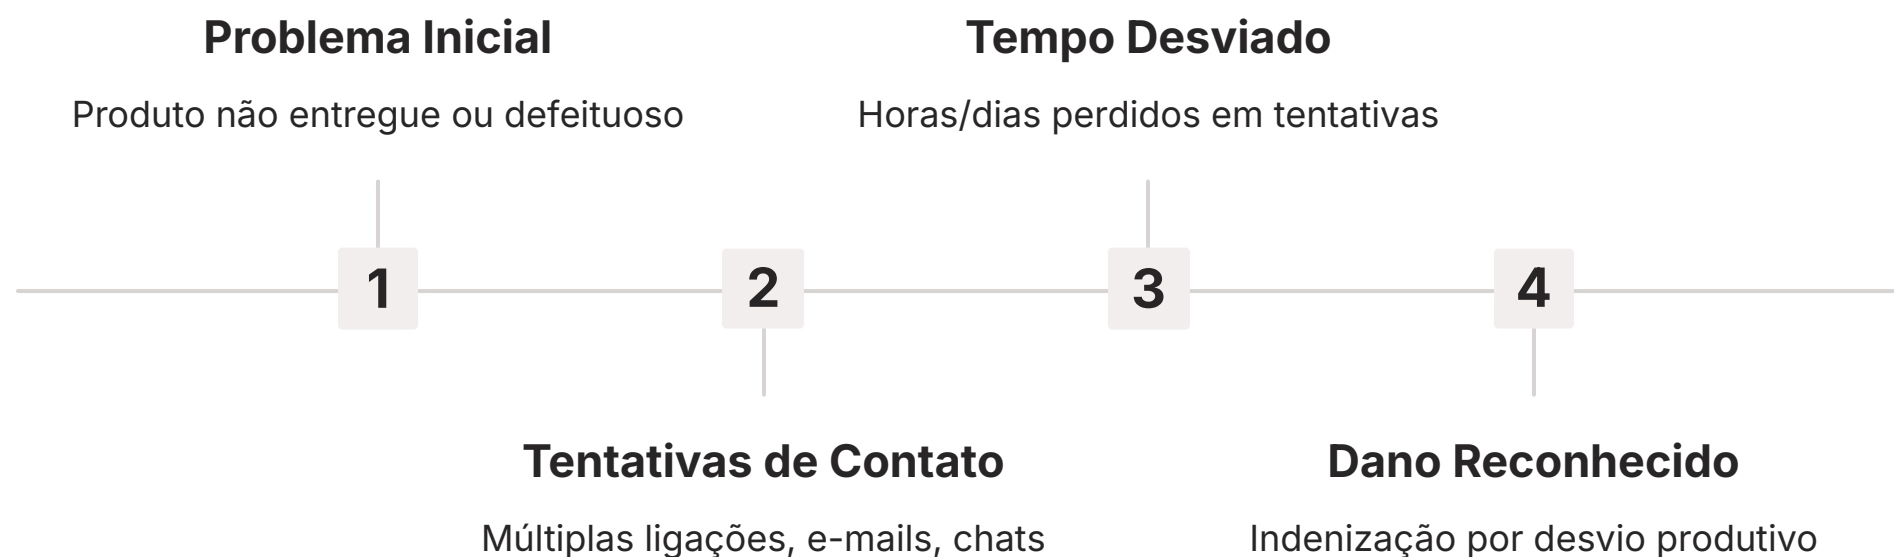 Problema Inicial
Produto não entregue ou defeituoso
Tempo Desviado
Horas/dias perdidos em tentativas
1
2
3
4
Tentativas de Contato
Múltiplas ligações, e-mails, chats
Dano Reconhecido
Indenização por desvio produtivo